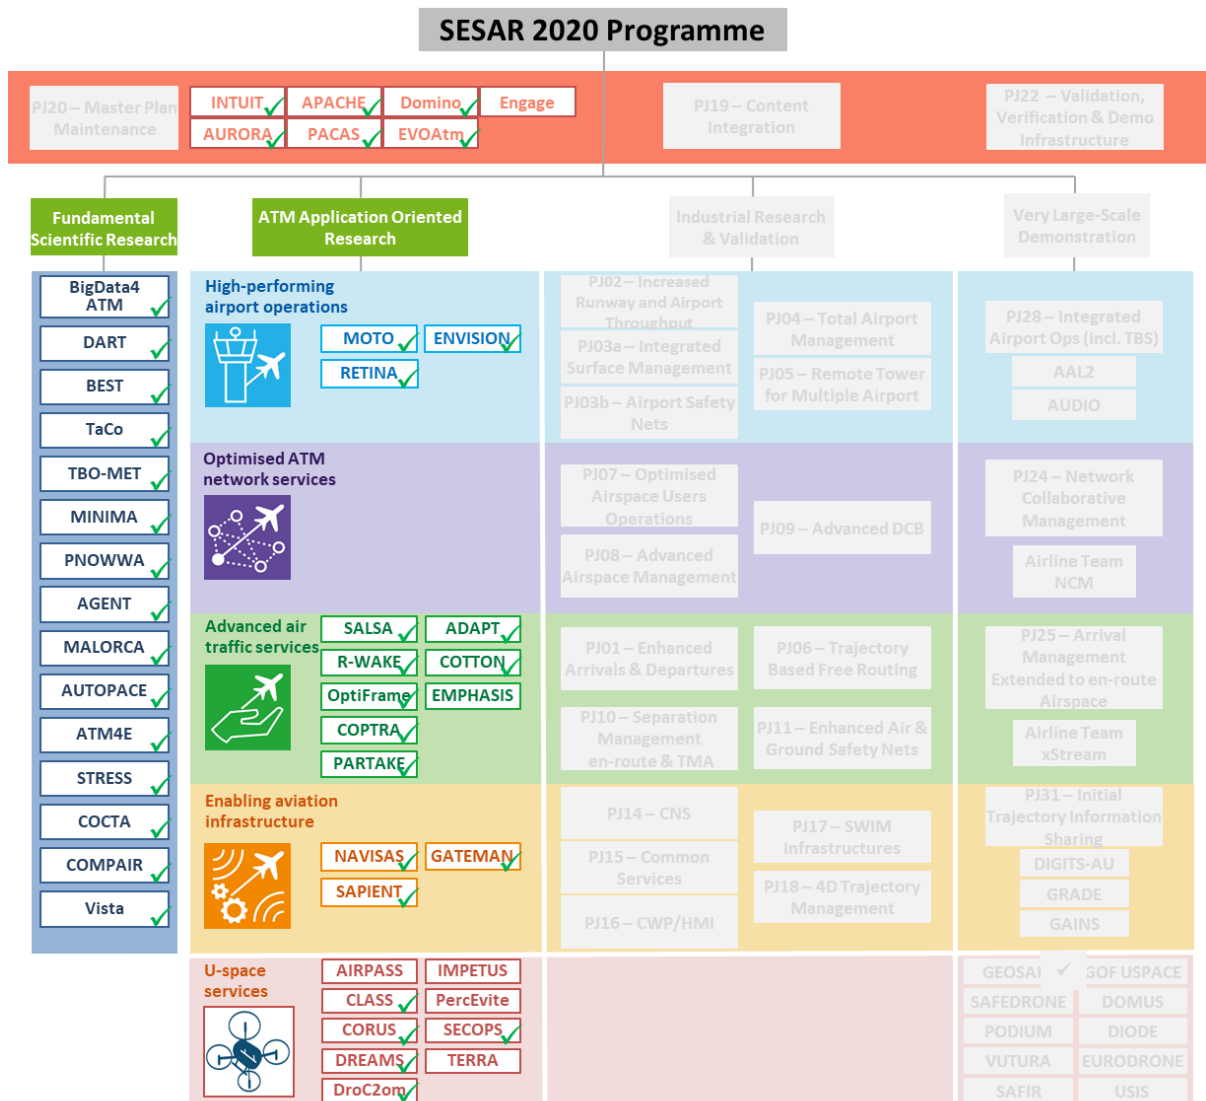 SESAR 2020 Programme
PJ20 – Master Plan
Maintenance
INTUIT
APACHE
Domino
Engage
AURORA
PACAS
EVOAtm
PJ19 – Content
Integration
PJ22 – Validation,
Verification & Demo
Infrastructure
Fundamental
Scientific Research
ATM Application Oriented
Research
Industrial Research
& Validation
Very Large-Scale
Demonstration
BigData4
ATM
DART
BEST
TaCo
TBO-MET
MINIMA
PNOWWA
AGENT
MALORCA
AUTOPACE
ATM4E
STRESS
COCTA
COMPAIR
Vista
High-performing
airport operations
MOTO
ENVISION
RETINA
PJ02 – Increased
Runway and Airport
Throughput
PJ03a – Integrated
Surface Management
PJ03b – Airport Safety
Nets
PJ04 – Total Airport
Management
PJ05 – Remote Tower
for Multiple Airport
PJ28 – Integrated
Airport Ops (incl. TBS)
AAL2
AUDIO
Optimised ATM
network services
PJ07 – Optimised
Airspace Users
Operations
PJ08 – Advanced
Airspace Management
PJ09 – Advanced DCB
PJ24 – Network
Collaborative
Management
Airline Team
NCM
Advanced air
traffic services
SALSA
ADAPT
R-WAKE
COTTON
OptiFrame
EMPHASIS
COPTRA
PARTAKE
PJ01 – Enhanced
Arrivals & Departures
PJ10 – Separation
Management
en-route & TMA
PJ06 – Trajectory
Based Free Routing
PJ11 – Enhanced Air &
Ground Safety Nets
PJ25 – Arrival
Management
Extended to en-route
Airspace
Airline Team
xStream
Enabling aviation
infrastructure
NAVISAS
GATEMAN
SAPIENT
PJ14 – CNS
PJ15 – Common
Services
PJ16 – CWP/HMI
PJ17 – SWIM
Infrastructures
PJ18 – 4D Trajectory
Management
PJ31 – Initial
Trajectory Information
Sharing
DIGITS-AU
GRADE
GAINS
U-space
services
AIRPASS
IMPETUS
CLASS
PercEvite
CORUS
SECOPS
DREAMS
TERRA
DroC2om
GOF USPACE
SAFEDRONE
DOMUS
PODIUM
DIODE
VUTURA
EURODRONE
SAFIR
USIS